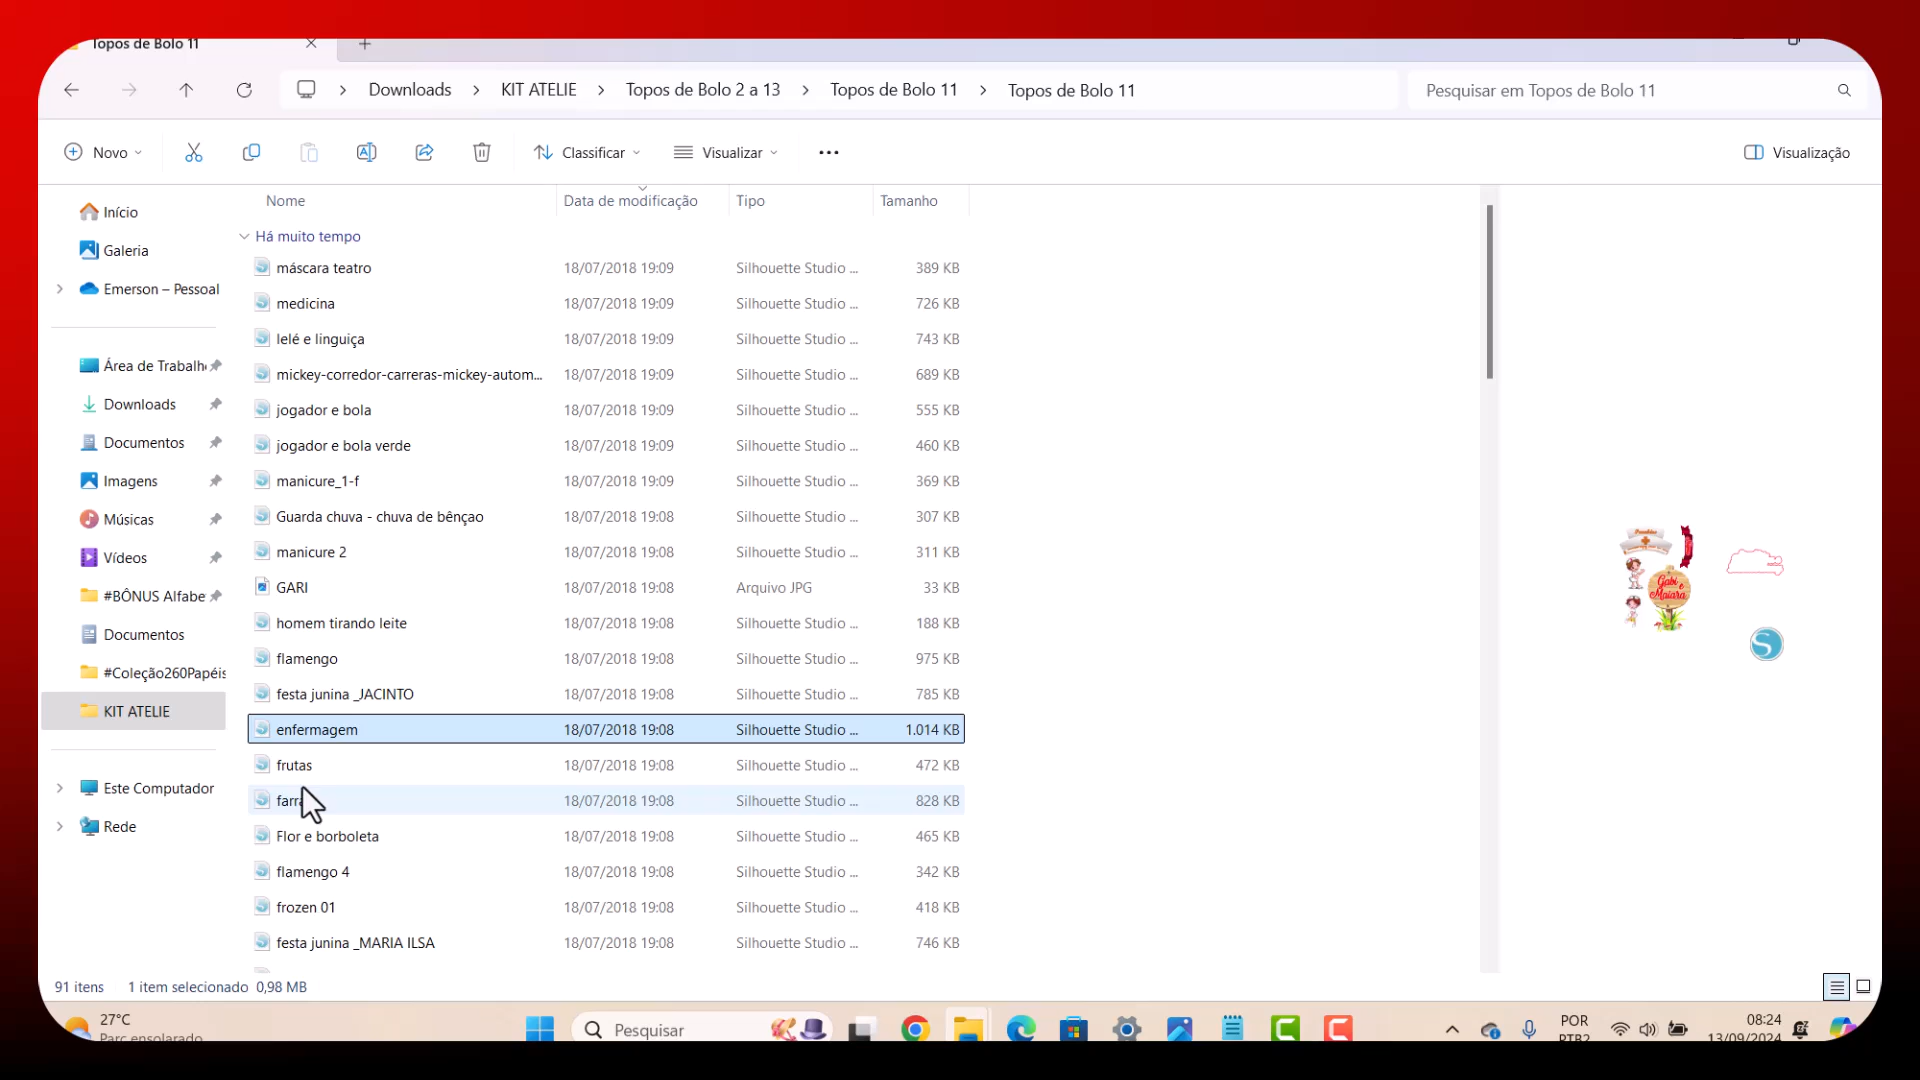 Topos de Bolo 11
Downloads
KIT ATELIE
Topos de Bolo 2 a 13
Topos de Bolo 11
Topos de Bolo 11
Pesquisar em Topos de Bolo 11
Novo
Classificar
Visualizar
Visualização
Nome
Data de modificação
Tipo
Tamanho
Início
Galeria
Emerson – Pessoal
Área de Trabalh
Downloads
Documentos
Imagens
Músicas
Vídeos
#BÔNUS Alfabe
Documentos
#Coleção260Papéis
KIT ATELIE
Este Computador
Rede
Há muito tempo
máscara teatro 18/07/2018 19:09 Silhouette Studio ... 389 KB
medicina 18/07/2018 19:09 Silhouette Studio ... 726 KB
lelé e linguiça 18/07/2018 19:09 Silhouette Studio ... 743 KB
mickey-corredor-carreras-mickey-autom... 18/07/2018 19:09 Silhouette Studio ... 689 KB
jogador e bola 18/07/2018 19:09 Silhouette Studio ... 555 KB
jogador e bola verde 18/07/2018 19:09 Silhouette Studio ... 460 KB
manicure_1-f 18/07/2018 19:09 Silhouette Studio ... 369 KB
Guarda chuva - chuva de bênçao 18/07/2018 19:08 Silhouette Studio ... 307 KB
manicure 2 18/07/2018 19:08 Silhouette Studio ... 311 KB
GARI 18/07/2018 19:08 Arquivo JPG 33 KB
homem tirando leite 18/07/2018 19:08 Silhouette Studio ... 188 KB
flamengo 18/07/2018 19:08 Silhouette Studio ... 975 KB
festa junina _JACINTO 18/07/2018 19:08 Silhouette Studio ... 785 KB
enfermagem 18/07/2018 19:08 Silhouette Studio ... 1.014 KB
frutas 18/07/2018 19:08 Silhouette Studio ... 472 KB
farra 18/07/2018 19:08 Silhouette Studio ... 828 KB
Flor e borboleta 18/07/2018 19:08 Silhouette Studio ... 465 KB
flamengo 4 18/07/2018 19:08 Silhouette Studio ... 342 KB
frozen 01 18/07/2018 19:08 Silhouette Studio ... 418 KB
festa junina _MARIA ILSA 18/07/2018 19:08 Silhouette Studio ... 746 KB
Gabi e
Maiara
S
91 itens
1 item selecionado 0,98 MB
27°C
Parc ensolarado
Pesquisar
POR
PTB2
08:24
13/09/2024